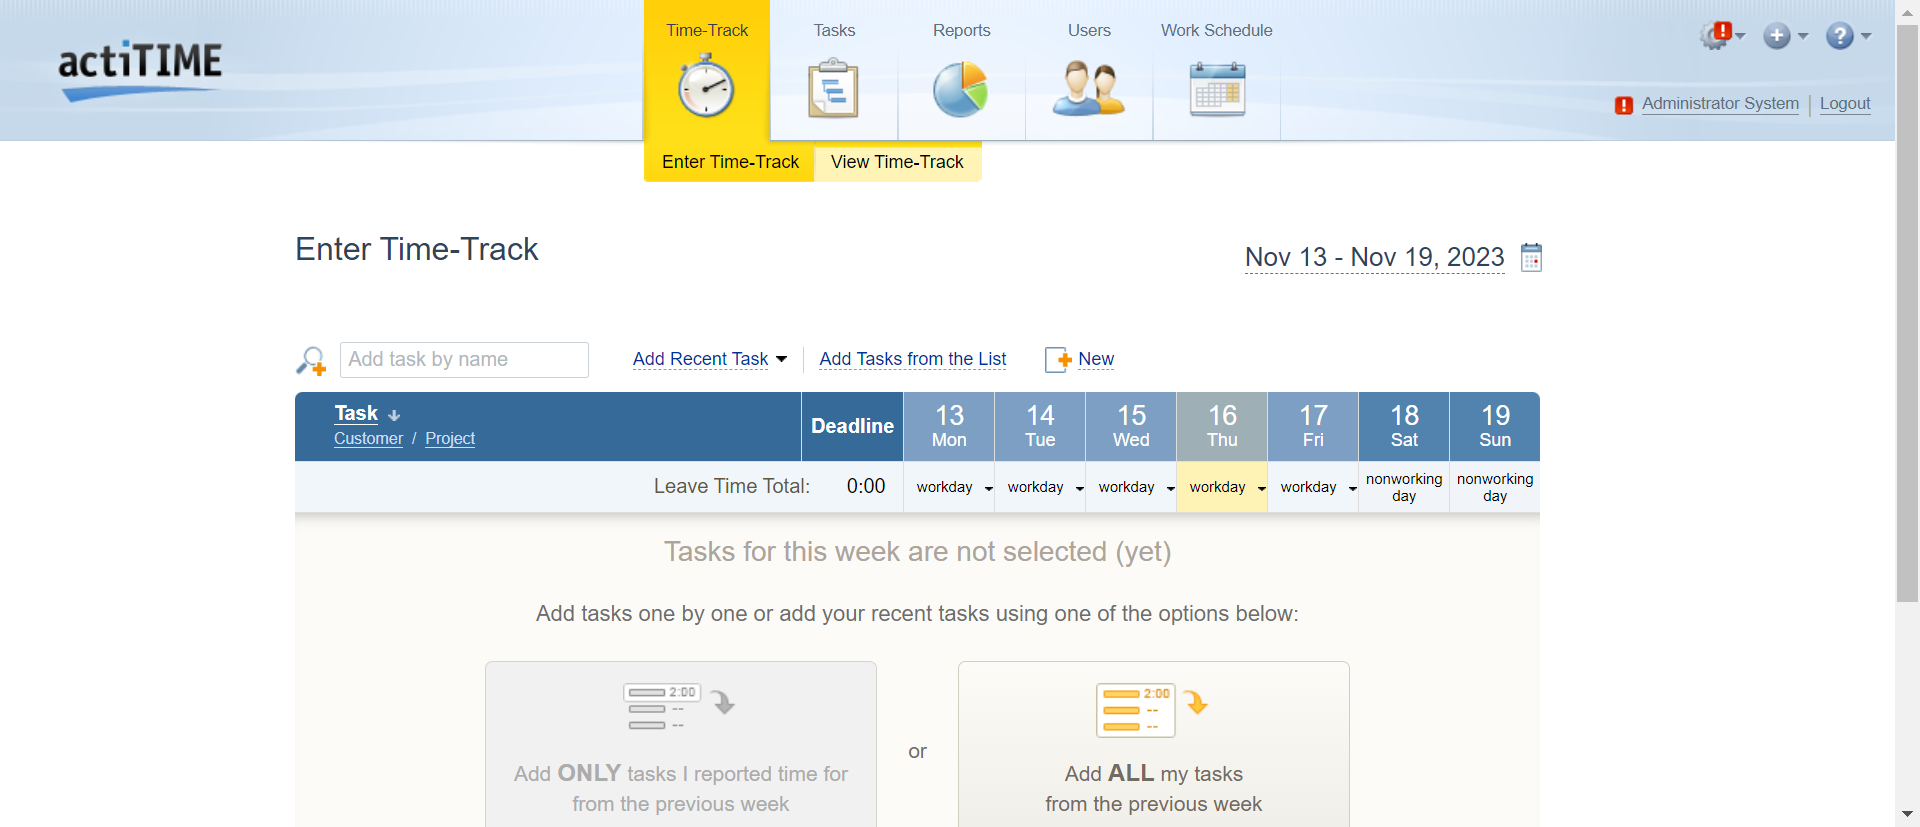 actiTIME
Time-Track
Tasks
Reports
Users
Work Schedule
Administrator System
Logout
Enter Time-Track
View Time-Track
Enter Time-Track
Nov 13 - Nov 19, 2023
Add task by name
Add Recent Task
Add Tasks from the List
New
Task
Customer / Project
Deadline
13
Mon
14
Tue
15
Wed
16
Thu
17
Fri
18
Sat
19
Sun
Leave Time Total:
0:00
workday
workday
workday
workday
workday
nonworking
day
nonworking
day
Tasks for this week are not selected (yet)
Add tasks one by one or add your recent tasks using one of the options below:
2:00
--
--
Add ONLY tasks I reported time for
from the previous week
or
2:00
--
--
Add ALL my tasks
from the previous week